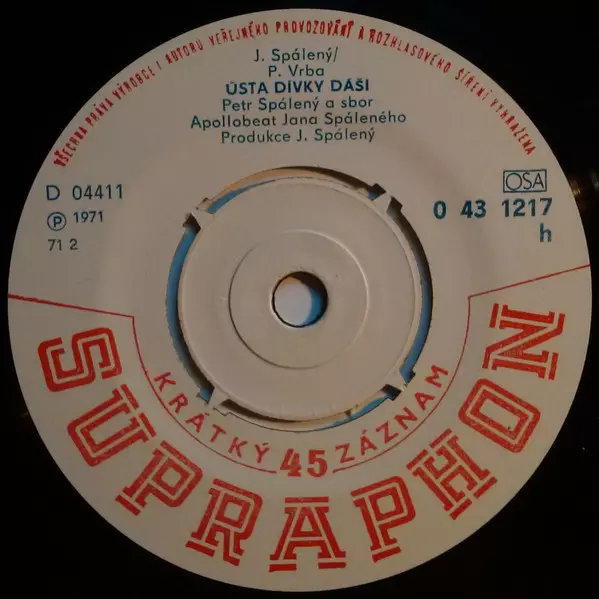 VŠECHNA PRÁVA VÝROBCE I AUTORŮ VEŘEJNÉHO PROVOZOVÁNÍ A ROZHLASOVÉHO ŠÍŘENÍ VYHRAŽENA
J. Spálený/
P. Vrba
ÚSTA DÍVKY DÁŠI
Petr Spálený a sbor
Apollobeat Jana Spáleného
Produkce J. Spálený
D 04411
Ⓟ 1971
71 2
OSA
0 43 1217
h
KRÁTKÝ 45 ZÁZNAM
SUPRAPHON